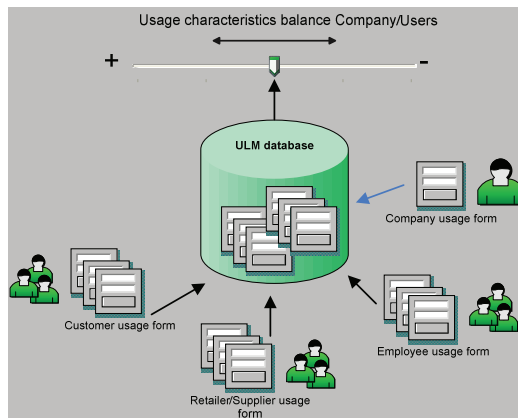 Usage characteristics balance Company/Users
+
-
ULM database
Company usage form
Customer usage form
Employee usage form
Retailer/Supplier usage
form